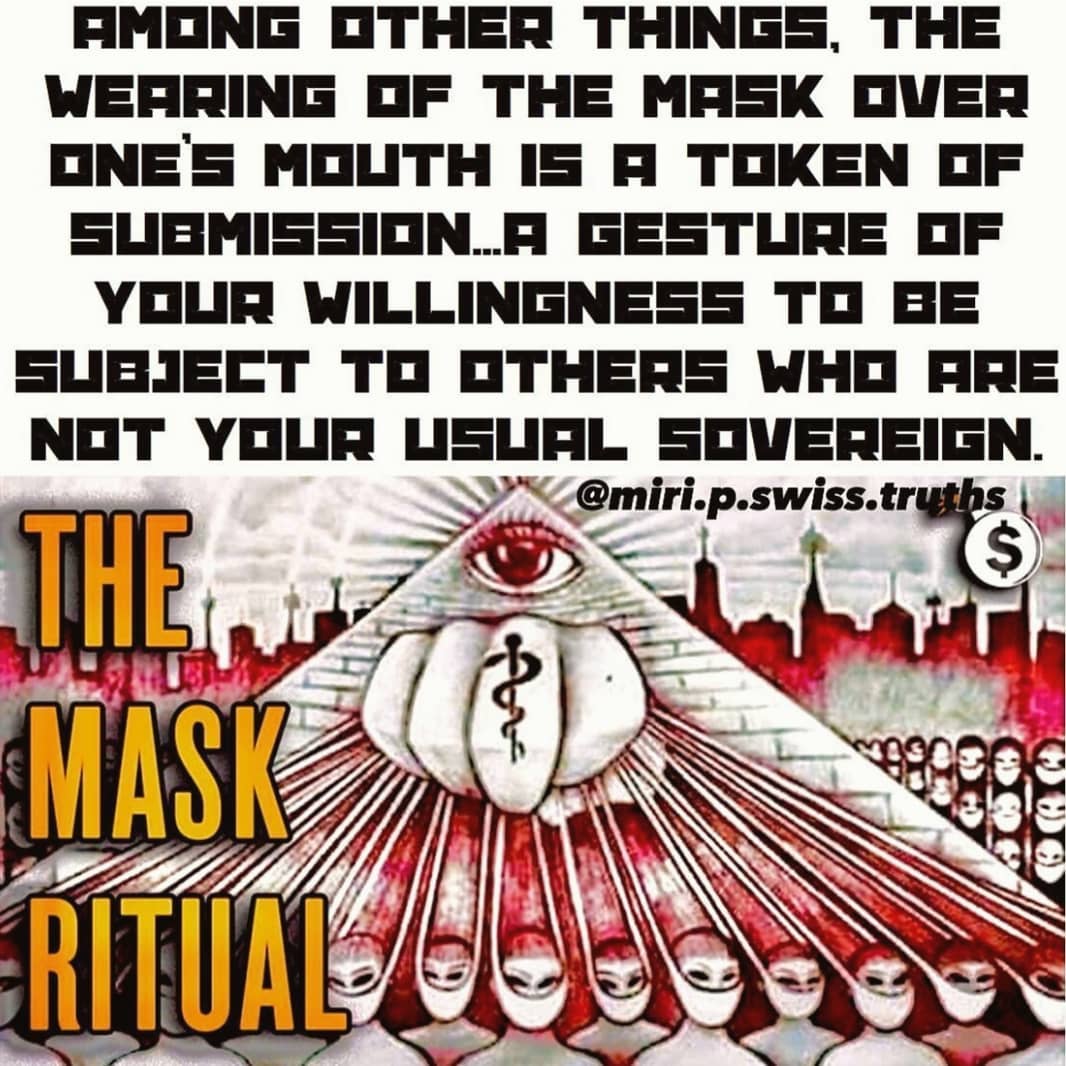 AMONG OTHER THINGS, THE
WEARING OF THE MASK OVER
ONE'S MOUTH IS A TOKEN OF
SUBMISSION...A GESTURE OF
YOUR WILLINGNESS TO BE
SUBJECT TO OTHERS WHO ARE
NOT YOUR USUAL SOVEREIGN.
@miri.p.swiss.truths
$
THE
MASK
RITUAL